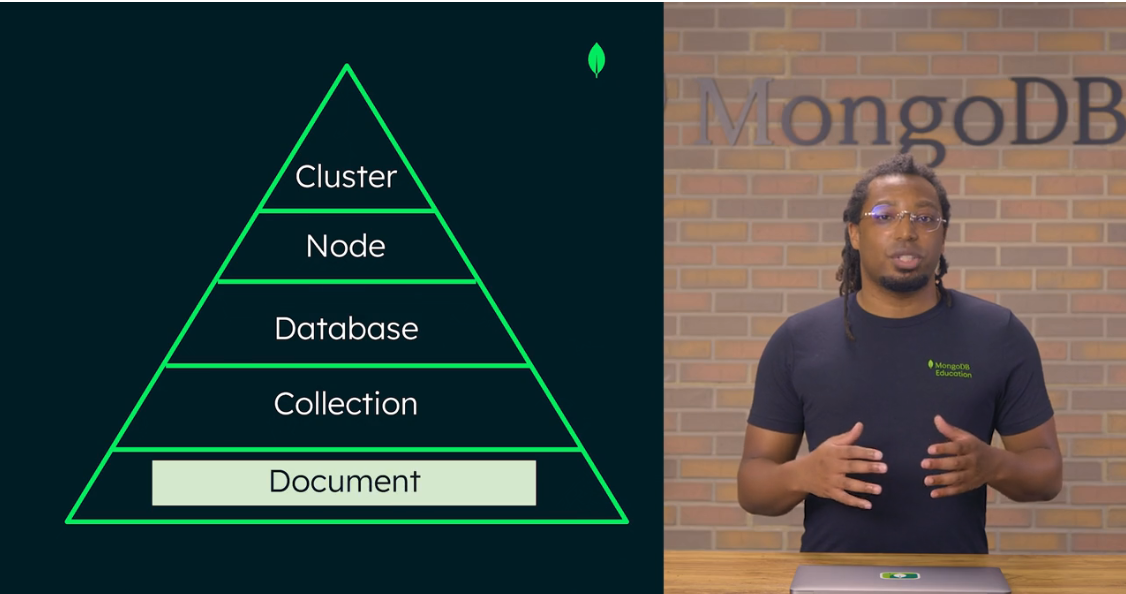 Cluster
Node
Database
Collection
Document
MongoDB
MongoDB
Education